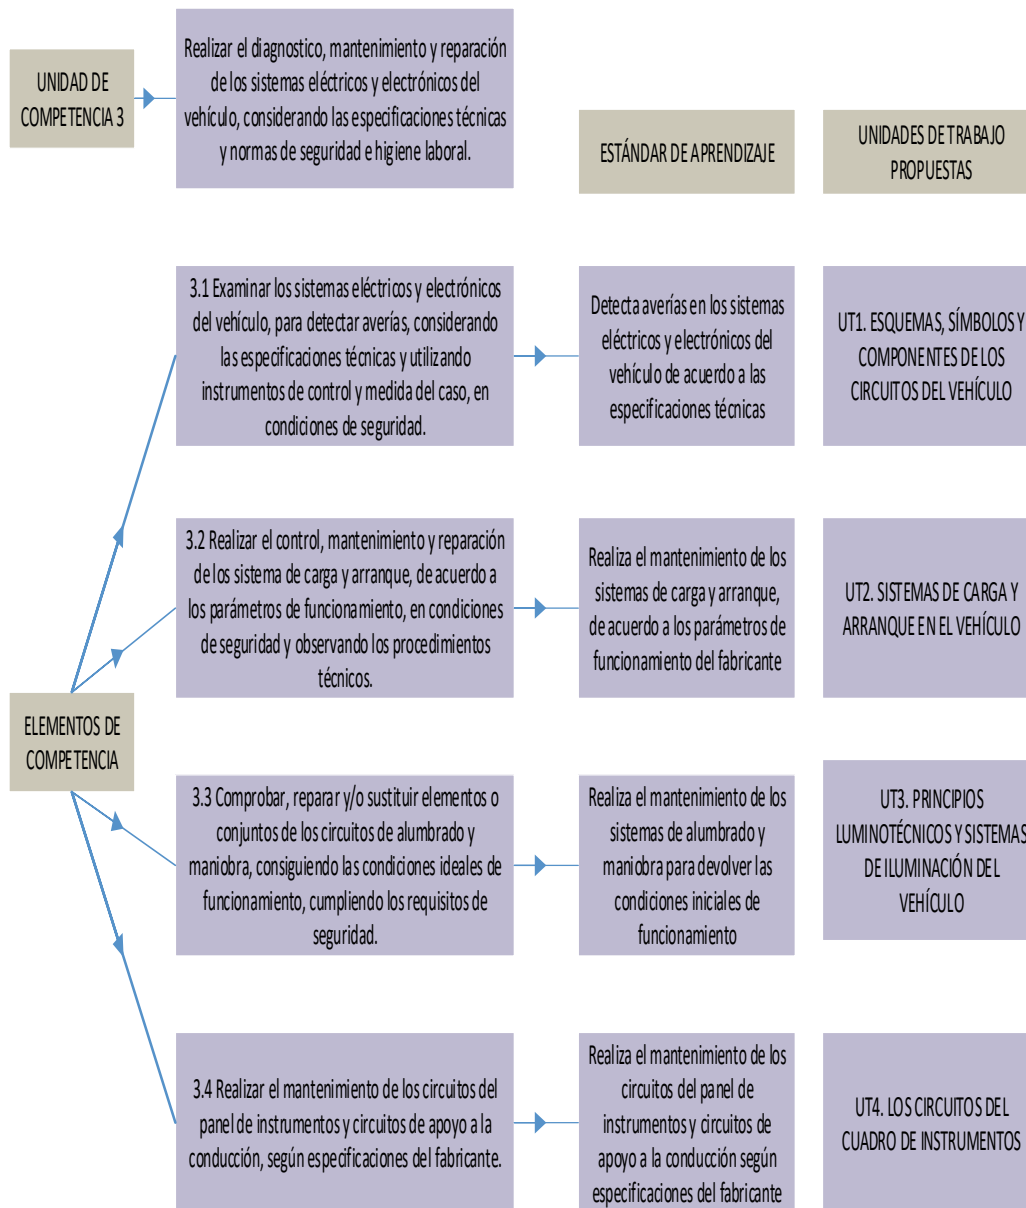 UNIDAD DE
COMPETENCIA 3
Realizar el diagnostico, mantenimiento y reparación
de los sistemas eléctricos y electrónicos del
vehículo, considerando las especificaciones técnicas
y normas de seguridad e higiene laboral.
ESTÁNDAR DE APRENDIZAJE
UNIDADES DE TRABAJO
PROPUESTAS
3.1 Examinar los sistemas eléctricos y electrónicos
del vehículo, para detectar averías, considerando
las especificaciones técnicas y utilizando
instrumentos de control y medida del caso, en
condiciones de seguridad.
Detecta averías en los sistemas
eléctricos y electrónicos del
vehículo de acuerdo a las
especificaciones técnicas
UT1. ESQUEMAS, SÍMBOLOS Y
COMPONENTES DE LOS
CIRCUITOS DEL VEHÍCULO
3.2 Realizar el control, mantenimiento y reparación
de los sistema de carga y arranque, de acuerdo a
los parámetros de funcionamiento, en condiciones
de seguridad y observando los procedimientos
técnicos.
Realiza el mantenimiento de los
sistemas de carga y arranque,
de acuerdo a los parámetros de
funcionamiento del fabricante
UT2. SISTEMAS DE CARGA Y
ARRANQUE EN EL VEHÍCULO
ELEMENTOS DE
COMPETENCIA
3.3 Comprobar, reparar y/o sustituir elementos o
conjuntos de los circuitos de alumbrado y
maniobra, consiguiendo las condiciones ideales de
funcionamiento, cumpliendo los requisitos de
seguridad.
Realiza el mantenimiento de los
sistemas de alumbrado y
maniobra para devolver las
condiciones iniciales de
funcionamiento
UT3. PRINCIPIOS
LUMINOTÉCNICOS Y SISTEMAS
DE ILUMINACIÓN DEL
VEHÍCULO
3.4 Realizar el mantenimiento de los circuitos del
panel de instrumentos y circuitos de apoyo a la
conducción, según especificaciones del fabricante.
Realiza el mantenimiento de los
circuitos del panel de
instrumentos y circuitos de
apoyo a la conducción según
especificaciones del fabricante
UT4. LOS CIRCUITOS DEL
CUADRO DE INSTRUMENTOS